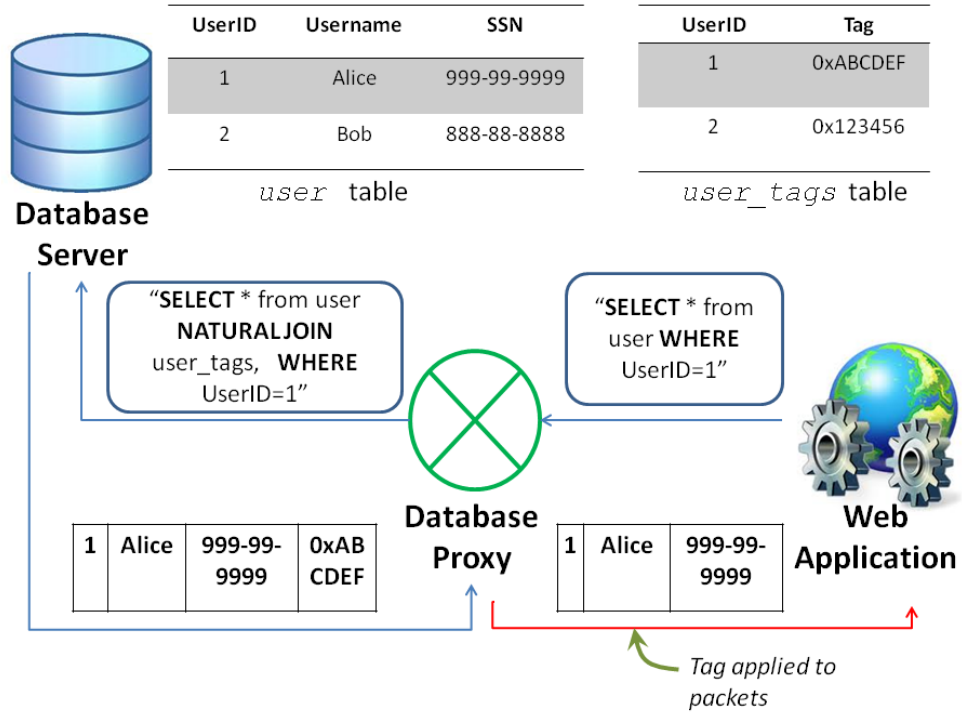 UserID Username SSN
1 Alice 999-99-9999
2 Bob 888-88-8888
user table
UserID Tag
1 0xABCDEF
2 0x123456
user_tags table
Database
Server
“SELECT * from user
NATURALJOIN
user_tags, WHERE
UserID=1”
“SELECT * from
user WHERE
UserID=1”
Database
Proxy
Web
Application
1 Alice 999-99-
9999 0xAB
CDEF
1 Alice 999-99-
9999
Tag applied to
packets